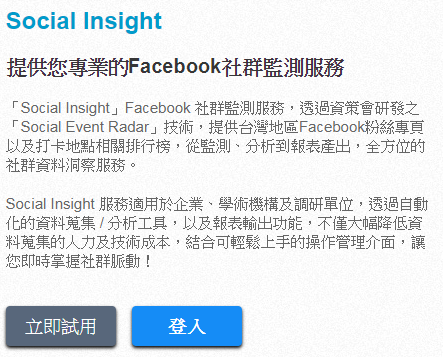 Social Insight
提供您專業的Facebook社群監測服務
「Social Insight」Facebook 社群監測服務，透過資策會研發之
「Social Event Radar」技術，提供台灣地區Facebook粉絲專頁
以及打卡地點相關排行榜，從監測、分析到報表產出，全方位的
社群資料洞察服務。
Social Insight 服務適用於企業、學術機構及調研單位，透過自動
化的資料蒐集 / 分析工具，以及報表輸出功能，不僅大幅降低資
料蒐集的人力及技術成本，結合可輕鬆上手的操作管理介面，讓
您即時掌握社群脈動！
立即試用
登入